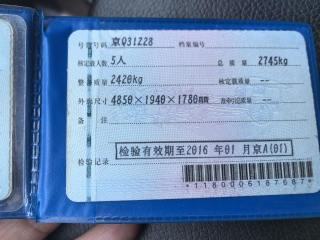 号牌号码 京Q31Z28 档案编号
核定载人数 5人 总质量 2745kg
整备质量 2420kg 核定载质量
外廓尺寸 4850×1940×1780mm 准牵引总质量
备注
检验有效期至2016年01月京A(01)
检验记录
*1180006187687*